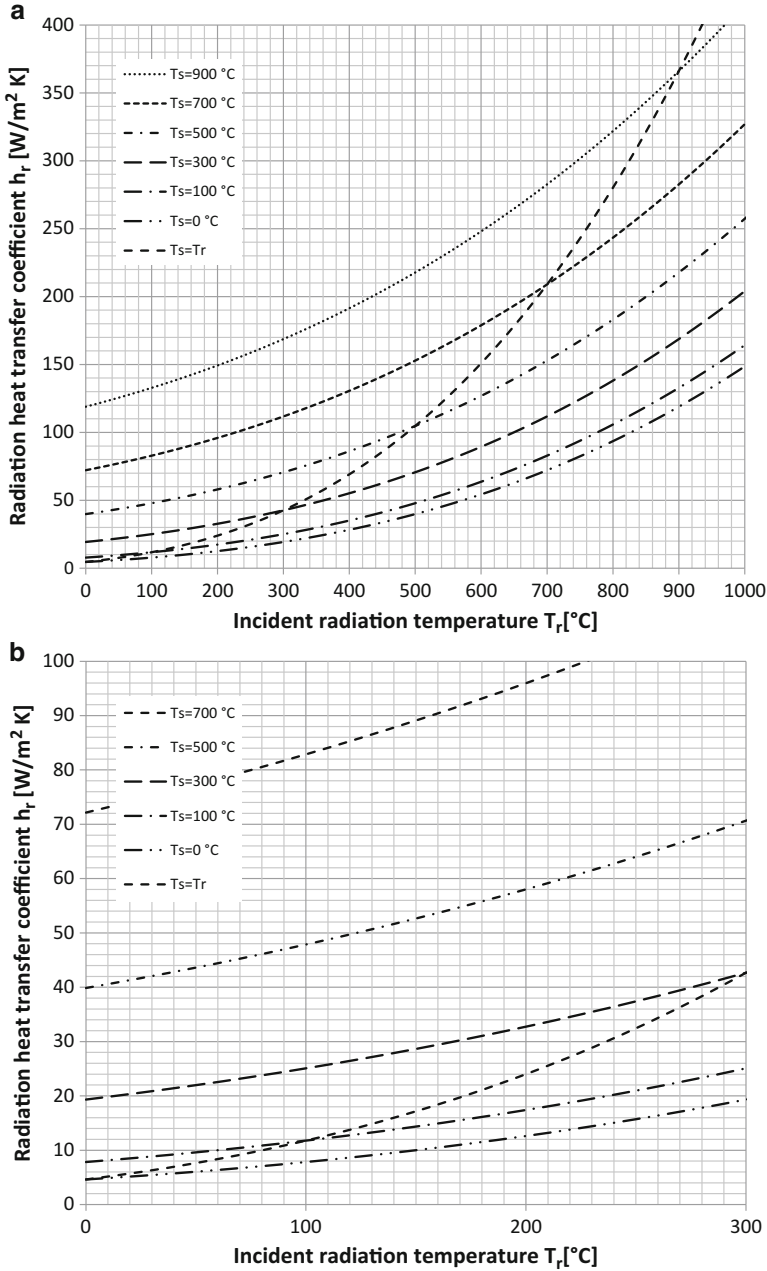 a
400
350
300
250
200
150
100
50
0
Radiation heat transfer coefficient hᵣ [W/m² K]
Ts=900 °C
Ts=700 °C
Ts=500 °C
Ts=300 °C
Ts=100 °C
Ts=0 °C
Ts=Tr
0 100 200 300 400 500 600 700 800 900 1000
Incident radiation temperature Tᵣ[°C]
b
100
90
80
70
60
50
40
30
20
10
0
Radiation heat transfer coefficient hᵣ [W/m² K]
Ts=700 °C
Ts=500 °C
Ts=300 °C
Ts=100 °C
Ts=0 °C
Ts=Tr
0 100 200 300
Incident radiation temperature Tᵣ[°C]